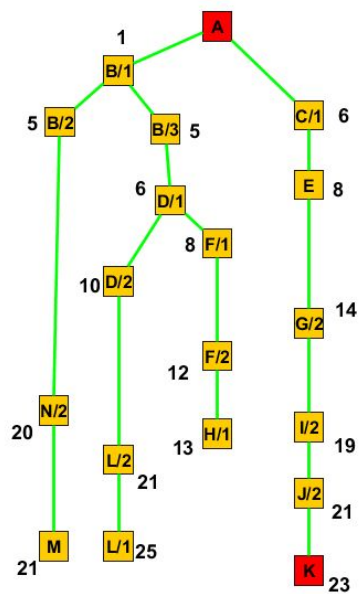 A
1
B/1
5
B/2
B/3
5
C/1
6
6
D/1
E
8
8
F/1
10
D/2
14
G/2
F/2
12
N/2
20
H/1
13
I/2
19
L/2
21
J/2
21
M
21
L/1
25
K
23